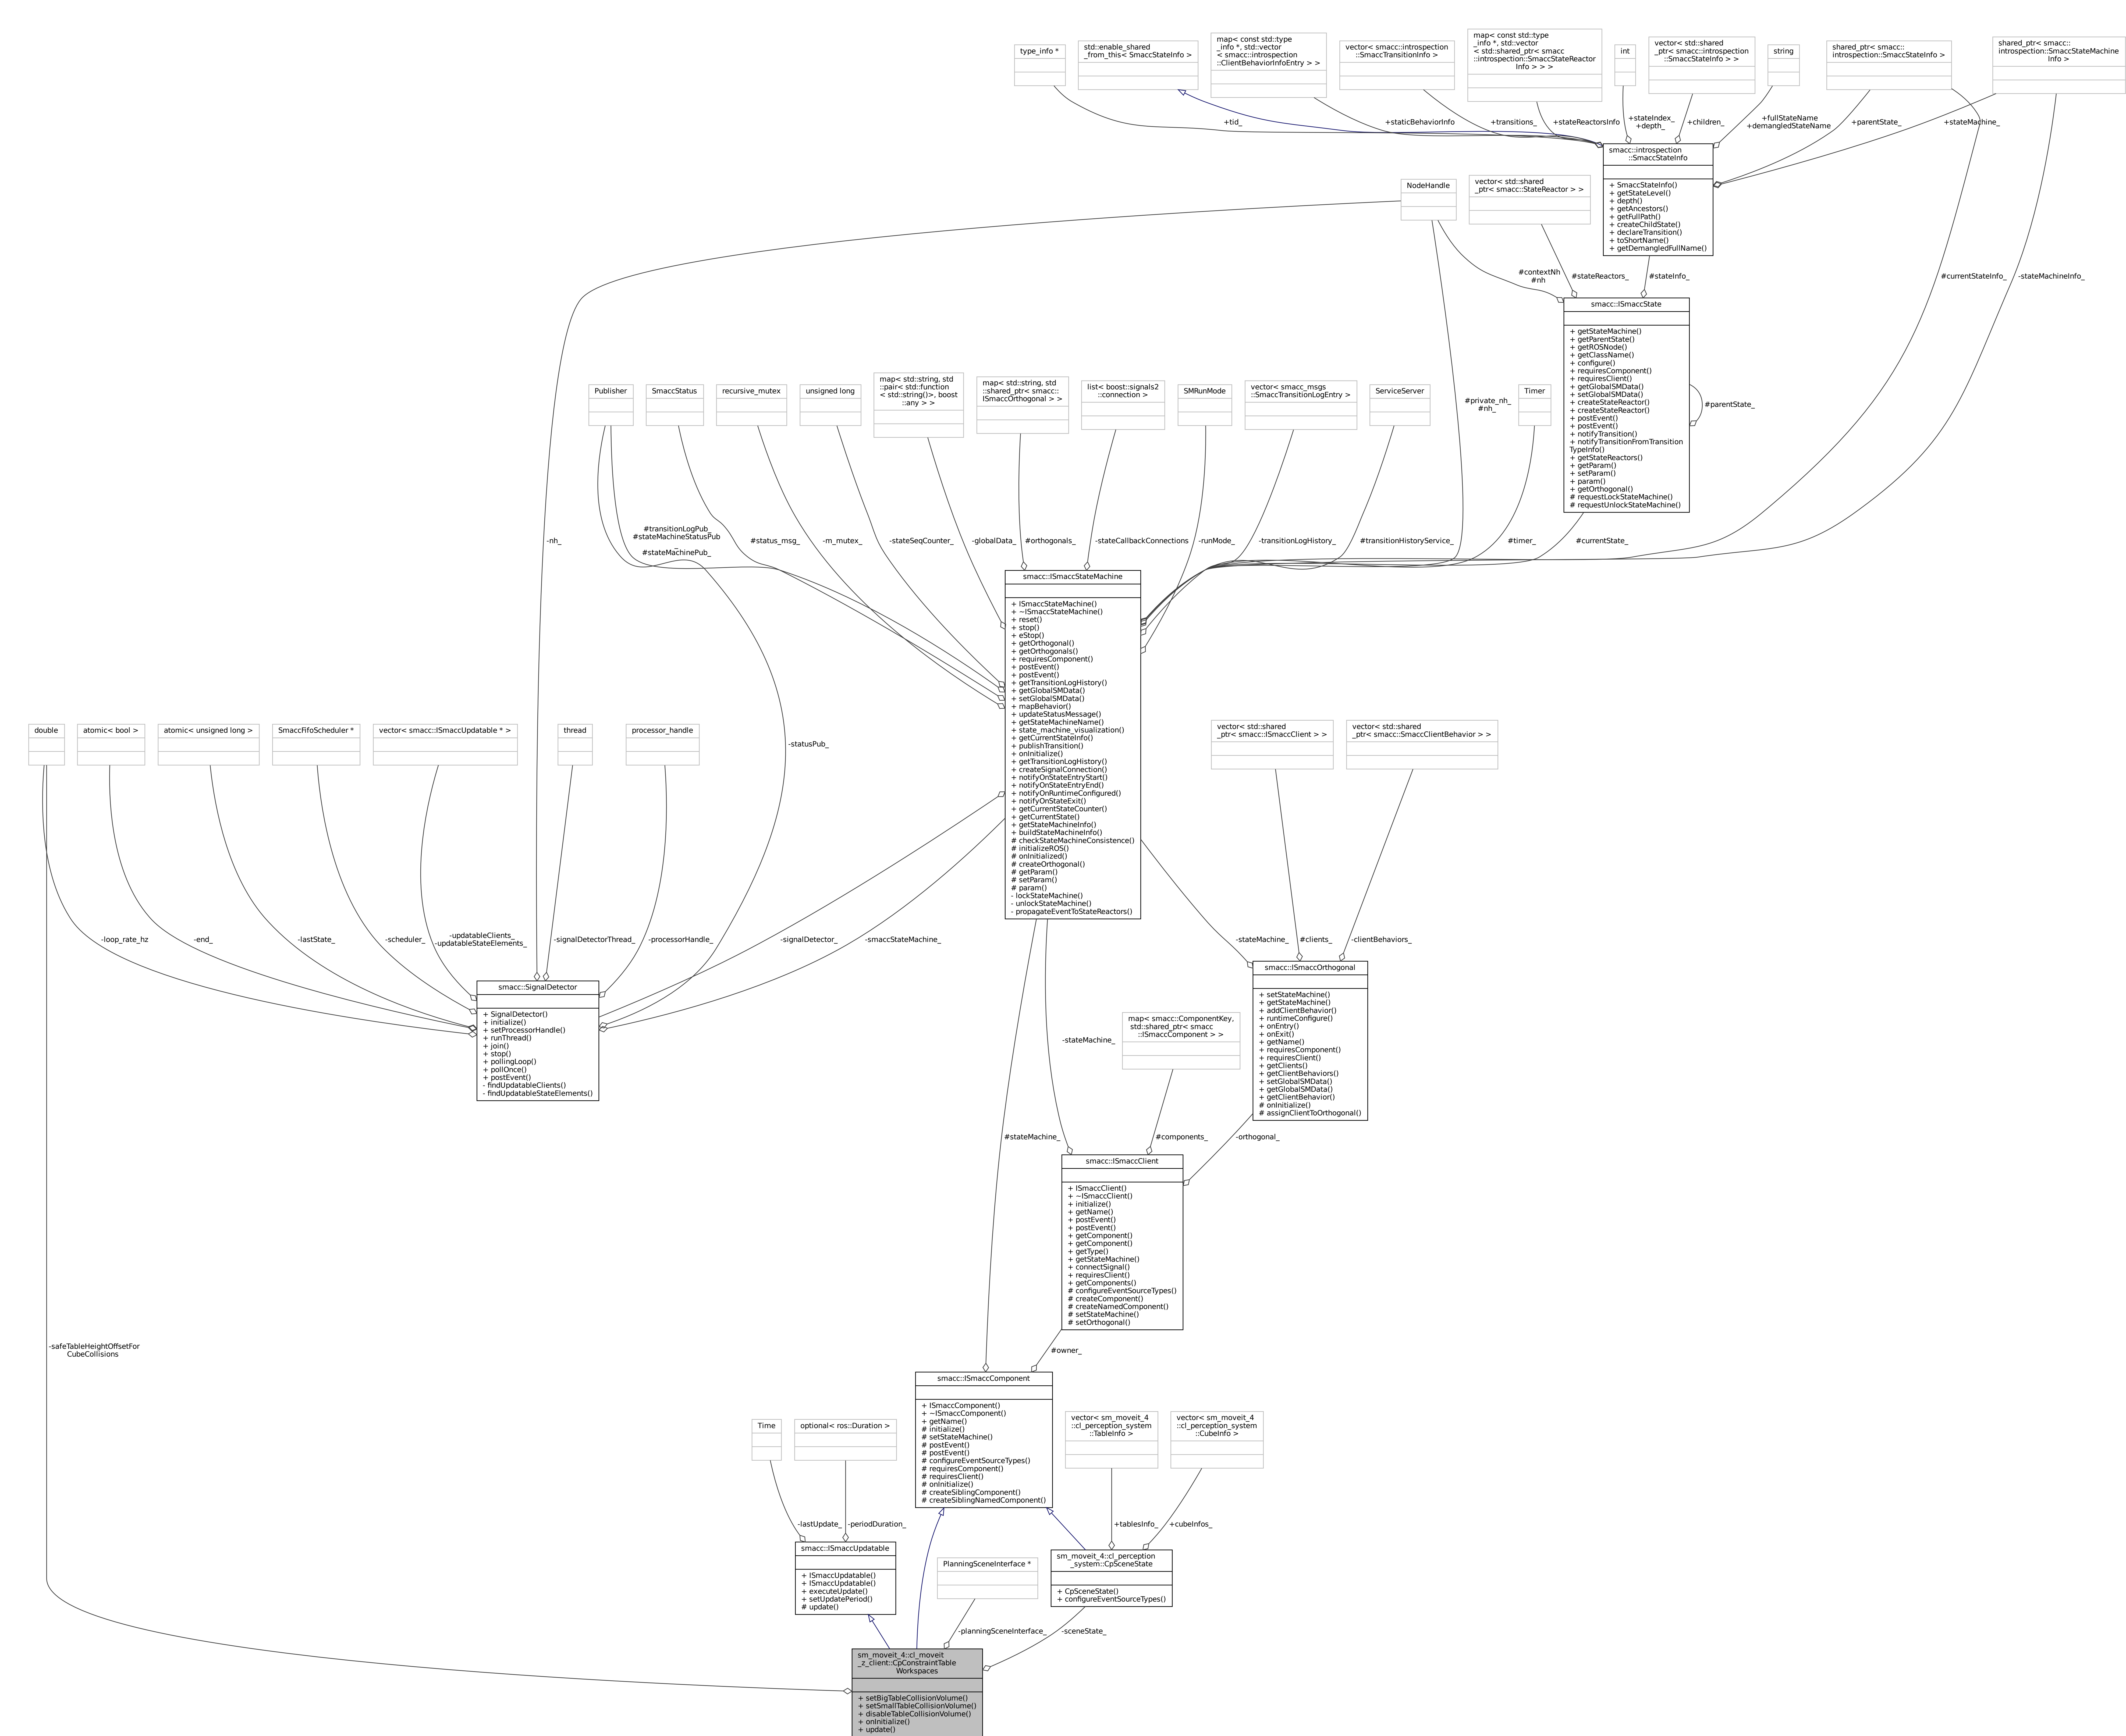 type_info *
std::enable_shared
_from_this< SmaccStateInfo >
map< const std::type
_info *, std::vector
< smacc::introspection
::ClientBehaviorInfoEntry > >
vector< smacc::introspection
::SmaccTransitionInfo >
map< const std::type
_info *, std::vector
< std::shared_ptr< smacc
::introspection::SmaccStateReactor
Info > > >
int
vector< std::shared
_ptr< smacc::introspection
::SmaccStateInfo > >
string
shared_ptr< smacc::
introspection::SmaccStateInfo >
shared_ptr< smacc::
introspection::SmaccStateMachine
Info >
+tid_
+staticBehaviorInfo
+transitions_
+stateReactorsInfo
+stateIndex_
+depth_
+children_
+fullStateName
+demangledStateName
+parentState_
+stateMachine_
smacc::introspection
::SmaccStateInfo
+ SmaccStateInfo()
+ getStateLevel()
+ depth()
+ getAncestors()
+ getFullPath()
+ createChildState()
+ declareTransition()
+ toShortName()
+ getDemangledFullName()
NodeHandle
vector< std::shared
_ptr< smacc::StateReactor > >
#contextNh
#nh
#stateReactors_
#stateInfo_
#currentStateInfo_
-stateMachineInfo_
smacc::ISmaccState
+ getStateMachine()
+ getParentState()
+ getROSNode()
+ getClassName()
+ configure()
+ requiresComponent()
+ requiresClient()
+ getGlobalSMData()
+ setGlobalSMData()
+ createStateReactor()
+ createStateReactor()
+ postEvent()
+ postEvent()
+ notifyTransition()
+ notifyTransitionFromTransition
TypeInfo()
+ getStateReactors()
+ getParam()
+ setParam()
+ param()
+ getOrthogonal()
# requestLockStateMachine()
# requestUnlockStateMachine()
#parentState_
Publisher
SmaccStatus
recursive_mutex
unsigned long
map< std::string, std
::pair< std::function
< std::string()>, boost
::any > >
map< std::string, std
::shared_ptr< smacc::
ISmaccOrthogonal > >
list< boost::signals2
::connection >
SMRunMode
vector< smacc_msgs
::SmaccTransitionLogEntry >
ServiceServer
#private_nh_
#nh_
Timer
-nh_
#transitionLogPub_
#stateMachineStatusPub
_
#stateMachinePub_
#status_msg_
-m_mutex_
-stateSeqCounter_
-globalData_
#orthogonals_
-stateCallbackConnections
-runMode_
-transitionLogHistory_
#transitionHistoryService_
#timer_
#currentState_
smacc::ISmaccStateMachine
+ ISmaccStateMachine()
+ ~ISmaccStateMachine()
+ reset()
+ stop()
+ eStop()
+ getOrthogonal()
+ getOrthogonals()
+ requiresComponent()
+ postEvent()
+ postEvent()
+ getTransitionLogHistory()
+ getGlobalSMData()
+ setGlobalSMData()
+ mapBehavior()
+ updateStatusMessage()
+ getStateMachineName()
+ state_machine_visualization()
+ getCurrentStateInfo()
+ publishTransition()
+ onInitialize()
+ getTransitionLogHistory()
+ createSignalConnection()
+ notifyOnStateEntryStart()
+ notifyOnStateEntryEnd()
+ notifyOnRuntimeConfigured()
+ notifyOnStateExit()
+ getCurrentStateCounter()
+ getCurrentState()
+ getStateMachineInfo()
+ buildStateMachineInfo()
# checkStateMachineConsistence()
# initializeROS()
# onInitialized()
# createOrthogonal()
# getParam()
# setParam()
# param()
- lockStateMachine()
- unlockStateMachine()
- propagateEventToStateReactors()
double
atomic< bool >
atomic< unsigned long >
SmaccFifoScheduler *
vector< smacc::ISmaccUpdatable * >
thread
processor_handle
-statusPub_
vector< std::shared
_ptr< smacc::ISmaccClient > >
vector< std::shared
_ptr< smacc::SmaccClientBehavior > >
-loop_rate_hz
-end_
-lastState_
-scheduler_
-updatableClients_
-updatableStateElements_
-signalDetectorThread_
-processorHandle_
-signalDetector_
-smaccStateMachine_
-stateMachine_
#clients_
-clientBehaviors_
smacc::SignalDetector
+ SignalDetector()
+ initialize()
+ setProcessorHandle()
+ runThread()
+ join()
+ stop()
+ pollingLoop()
+ pollOnce()
+ postEvent()
- findUpdatableClients()
- findUpdatableStateElements()
smacc::ISmaccOrthogonal
+ setStateMachine()
+ getStateMachine()
+ addClientBehavior()
+ runtimeConfigure()
+ onEntry()
+ onExit()
+ getName()
+ requiresComponent()
+ requiresClient()
+ getClients()
+ getClientBehaviors()
+ setGlobalSMData()
+ getGlobalSMData()
+ getClientBehavior()
# onInitialize()
# assignClientToOrthogonal()
map< smacc::ComponentKey,
std::shared_ptr< smacc
::ISmaccComponent > >
-stateMachine_
#stateMachine_
#components_
-orthogonal_
smacc::ISmaccClient
+ ISmaccClient()
+ ~ISmaccClient()
+ initialize()
+ getName()
+ postEvent()
+ postEvent()
+ getComponent()
+ getComponent()
+ getType()
+ getStateMachine()
+ connectSignal()
+ requiresClient()
+ getComponents()
# configureEventSourceTypes()
# createComponent()
# createNamedComponent()
# setStateMachine()
# setOrthogonal()
-safeTableHeightOffsetFor
CubeCollisions
#owner_
smacc::ISmaccComponent
+ ISmaccComponent()
+ ~ISmaccComponent()
+ getName()
# initialize()
# setStateMachine()
# postEvent()
# postEvent()
# configureEventSourceTypes()
# requiresComponent()
# requiresClient()
# onInitialize()
# createSiblingComponent()
# createSiblingNamedComponent()
Time
optional< ros::Duration >
vector< sm_moveit_4
::cl_perception_system
::TableInfo >
vector< sm_moveit_4
::cl_perception_system
::CubeInfo >
-lastUpdate_
-periodDuration_
+tablesInfo_
+cubeInfos_
smacc::ISmaccUpdatable
+ ISmaccUpdatable()
+ ISmaccUpdatable()
+ executeUpdate()
+ setUpdatePeriod()
# update()
PlanningSceneInterface *
sm_moveit_4::cl_perception
_system::CpSceneState
+ CpSceneState()
+ configureEventSourceTypes()
-planningSceneInterface_
-sceneState_
sm_moveit_4::cl_moveit
_z_client::CpConstraintTable
Workspaces
+ setBigTableCollisionVolume()
+ setSmallTableCollisionVolume()
+ disableTableCollisionVolume()
+ onInitialize()
+ update()